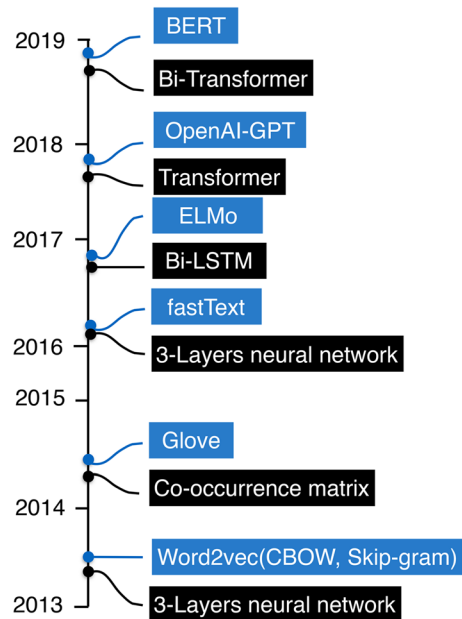 BERT
2019
Bi-Transformer
OpenAI-GPT
2018
Transformer
ELMo
2017
Bi-LSTM
fastText
2016
3-Layers neural network
2015
Glove
Co-occurrence matrix
2014
Word2vec(CBOW, Skip-gram)
3-Layers neural network
2013